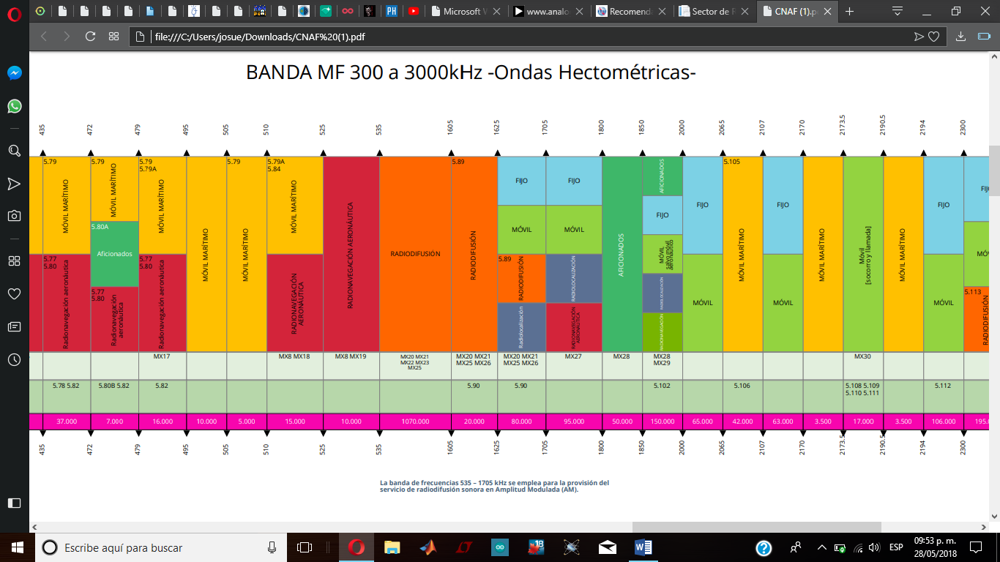 Microsoft W
www.analo
Recomend
Sector de R
CNAF (1).p
file:///C:/Users/josue/Downloads/CNAF%20(1).pdf
BANDA MF 300 a 3000kHz -Ondas Hectométricas-
435 472 479 495 505 510 525 535 1605 1625 1705 1800 1850 2000 2065 2107 2170 2173.5 2190.5 2194 2300
5.79
MÓVIL MARÍTIMO
5.77
5.80
Radionavegación aeronáutica
5.79
MÓVIL MARÍTIMO
5.80A
Aficionados
5.77
5.80
Radionavegación
aeronáutica
5.79
5.79A
MÓVIL MARÍTIMO
5.77
5.80
Radionavegación aeronáutica
MÓVIL MARÍTIMO
5.79
MÓVIL MARÍTIMO
5.79A
5.84
MÓVIL MARÍTIMO
RADIONAVEGACIÓN
AERONÁUTICA
RADIONAVEGACIÓN AERONÁUTICA
RADIODIFUSIÓN
5.89
RADIODIFUSIÓN
FIJO
MÓVIL
5.89
RADIODIFUSIÓN
Radiolocalización
FIJO
MÓVIL
RADIOLOCALIZACIÓN
RADIONAVEGACIÓN
AERONÁUTICA
AFICIONADOS
AFICIONADOS
FIJO
MÓVIL
salvo móvil
aeronáutico
RADIOLOCALIZACIÓN
RADIONAVEGACIÓN
FIJO
MÓVIL
5.105
MÓVIL MARÍTIMO
FIJO
MÓVIL
MÓVIL MARÍTIMO
Móvil
[socorro y llamada]
MÓVIL MARÍTIMO
FIJO
MÓVIL
FIJ
MÓV
5.113
RADIODIFUSIÓN
MX17
MX8 MX18
MX8 MX19
MX20 MX21
MX22 MX23
MX25
MX20 MX21
MX25 MX26
MX20 MX21
MX25 MX26
MX27
MX28
MX28
MX29
MX30
5.78 5.82
5.80B 5.82
5.82
5.90
5.90
5.102
5.106
5.108 5.109
5.110 5.111
5.112
37.000 7.000 16.000 10.000 5.000 15.000 10.000 1070.000 20.000 80.000 95.000 50.000 150.000 65.000 42.000 63.000 3.500 17.000 3.500 106.000 195.0
435 472 479 495 505 510 525 535 1605 1625 1705 1800 1850 2000 2065 2107 2170 2173.5 2190.5 2194 2300
La banda de frecuencias 535 – 1705 kHz se emplea para la provisión del
servicio de radiodifusión sonora en Amplitud Modulada (AM).
Escribe aquí para buscar
18
ESP
09:53 p. m.
28/05/2018